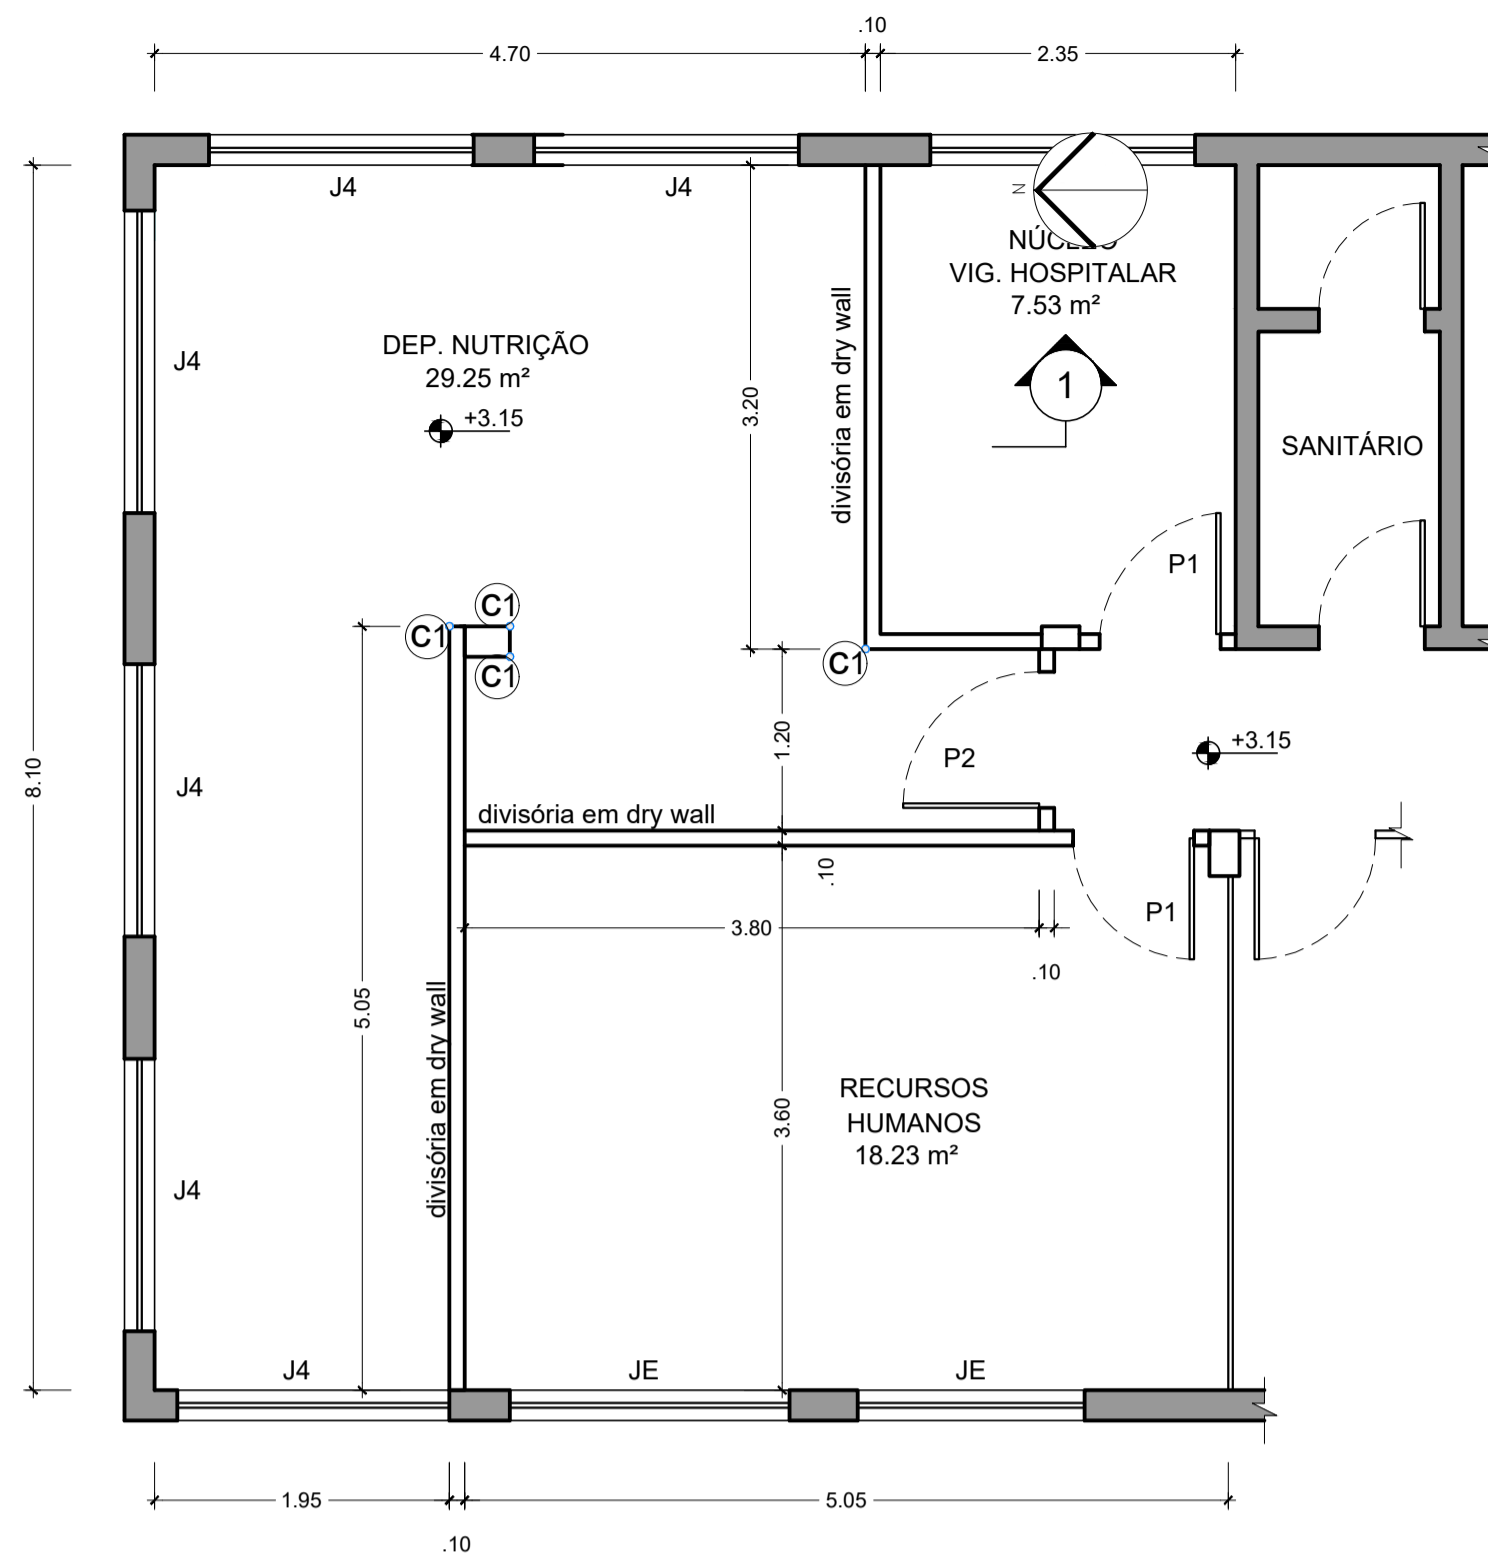 .10
4.70
2.35
J4
J4
N
VIG. HOSPITALAR
7.53 m²
divisória em dry wall
DEP. NUTRIÇÃO
29.25 m²
J4
+3.15
3.20
1
SANITÁRIO
P1
C1
C1
C1
C1
1.20
P2
+3.15
8.10
J4
divisória em dry wall
.10
3.80
P1
.10
5.05
divisória em dry wall
RECURSOS
HUMANOS
18.23 m²
3.60
J4
J4
JE
JE
1.95
5.05
.10